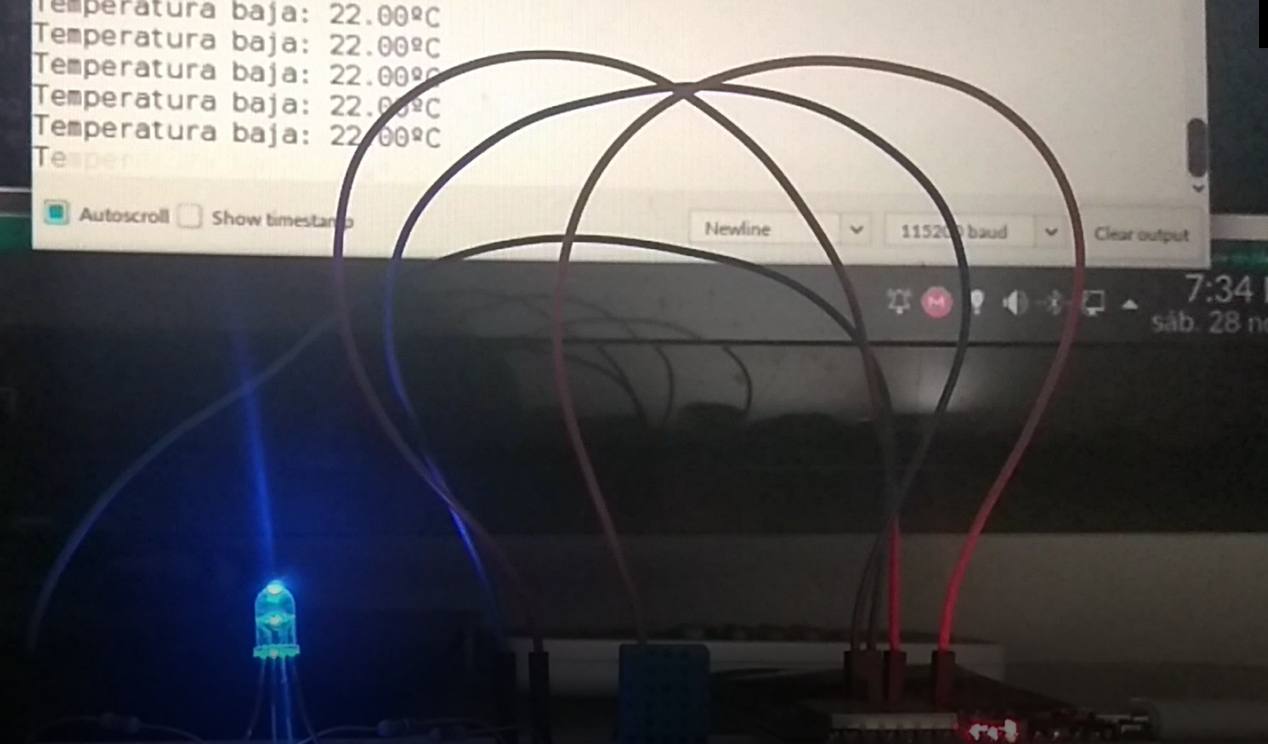 Temperatura baja: 22.00ºC
Temperatura baja: 22.00ºC
Temperatura baja: 22.00ºC
Temperatura baja: 22.00ºC
Temperatura baja: 22.00ºC
Temper
Autoscroll Show timestamp
Newline 115200 baud Clear output
M
7:34
sáb. 28